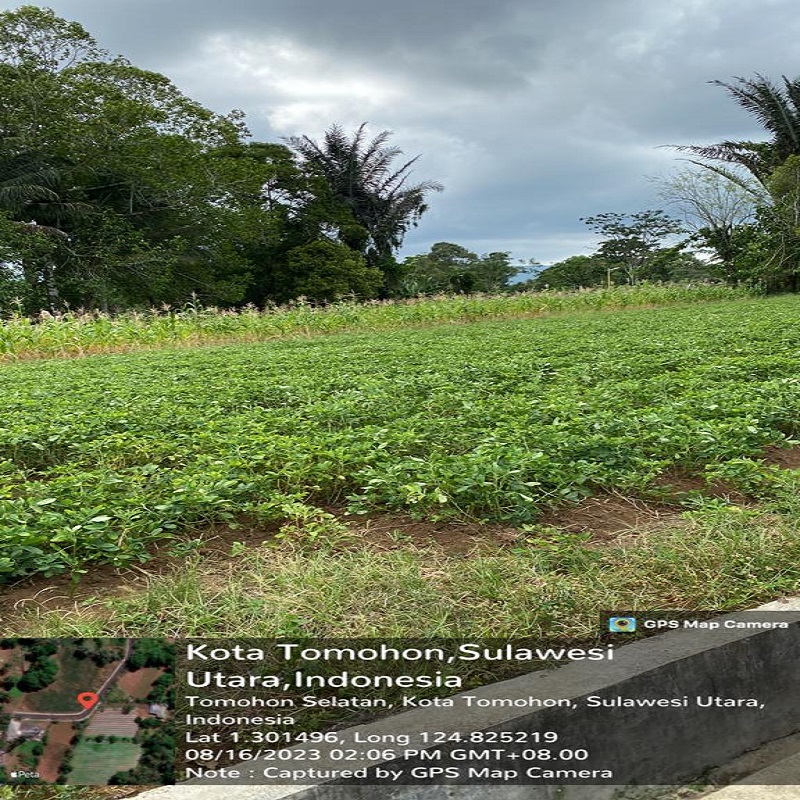 GPS Map Camera
Kota Tomohon,Sulawesi
Utara,Indonesia
Tomohon Selatan, Kota Tomohon, Sulawesi Utara,
Indonesia
Lat 1.301496, Long 124.825219
08/16/2023 02:06 PM GMT+08.00
Note : Captured by GPS Map Camera
Peta